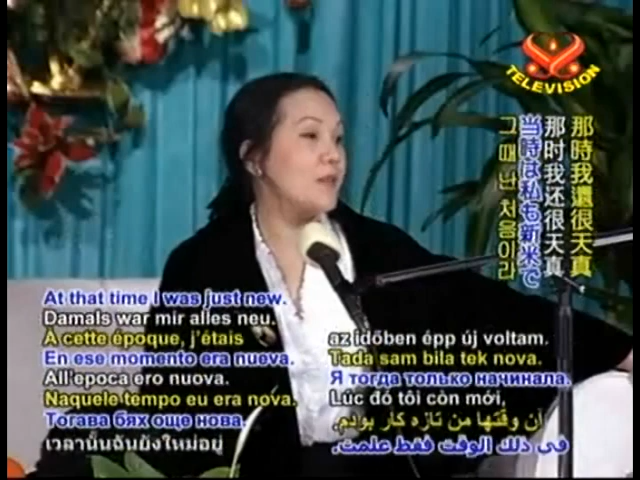 TELEVISION
那時我還很天真
那时我还很天真
当時は私も新米で
그 때 난 처음이라
At that time I was just new.
Damals war mir alles neu.
À cette époque, j'étais
En ese momento era nueva.
All'epoca ero nuova.
Naquele tempo eu era nova.
Тогава бях още нова.
เวลานั้นฉันยังใหม่อยู่
az időben épp új voltam.
Tada sam bila tek nova.
Я тогда только начинала.
Lúc đó tôi còn mới,
آن وقتها من تازه کار بودم.
في ذلك الوقت فقط علمت.